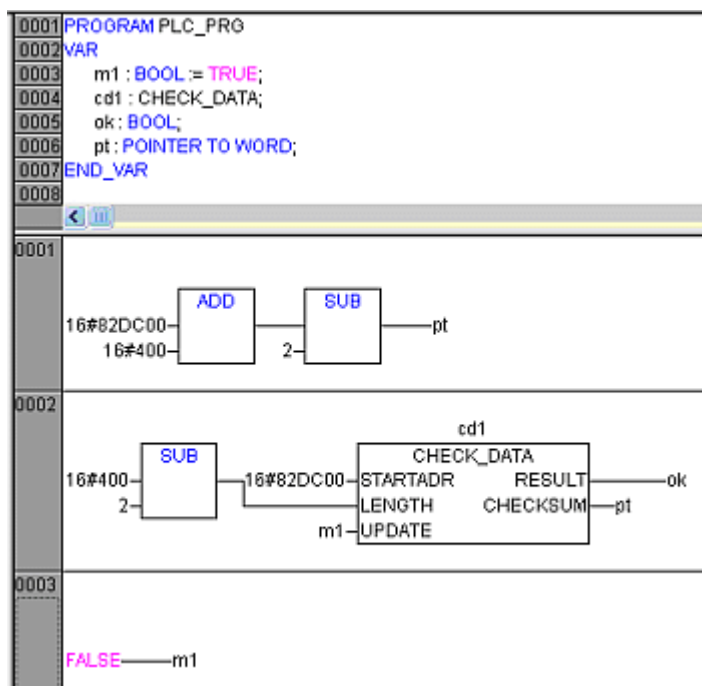 0001 PROGRAM PLC_PRG
0002 VAR
0003 m1 : BOOL := TRUE;
0004 cd1 : CHECK_DATA;
0005 ok : BOOL;
0006 pt : POINTER TO WORD;
0007 END_VAR
0008
0001
ADD SUB
16#82DC00 pt
16#400 2
0002
cd1
SUB CHECK_DATA
16#400 16#82DC00 STARTADR RESULT ok
2 LENGTH CHECKSUM pt
m1 UPDATE
0003
FALSE m1